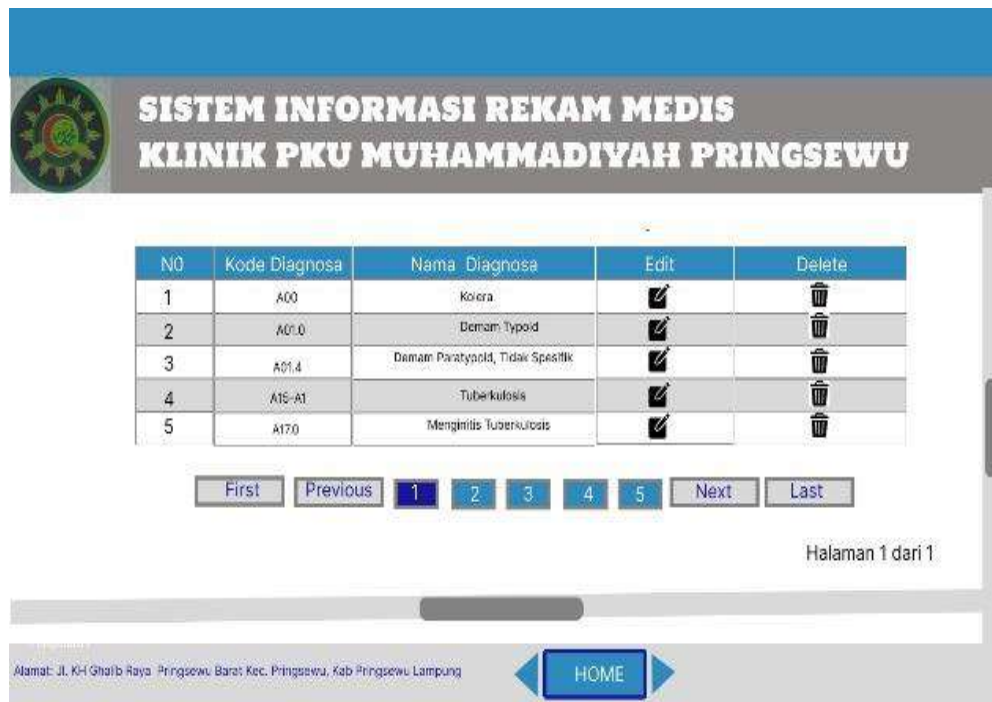 SISTEM INFORMASI REKAM MEDIS
KLINIK PKU MUHAMMADIYAH PRINGSEWU
NO Kode Diagnosa Nama Diagnosa Edit Delete
1 A00 Kolera
2 A01.0 Demam Typoid
3 A01.4 Demam Paratypoid, Tidak Spesifik
4 A15-A1 Tuberkulosis
5 A17.0 Menginitis Tuberkulosis
First Previous 1 2 3 4 5 Next Last
Halaman 1 dari 1
Alamat: Jl. KH Ghalib Raya Pringsewu Barat Kec. Pringsewu, Kab Pringsewu Lampung
HOME